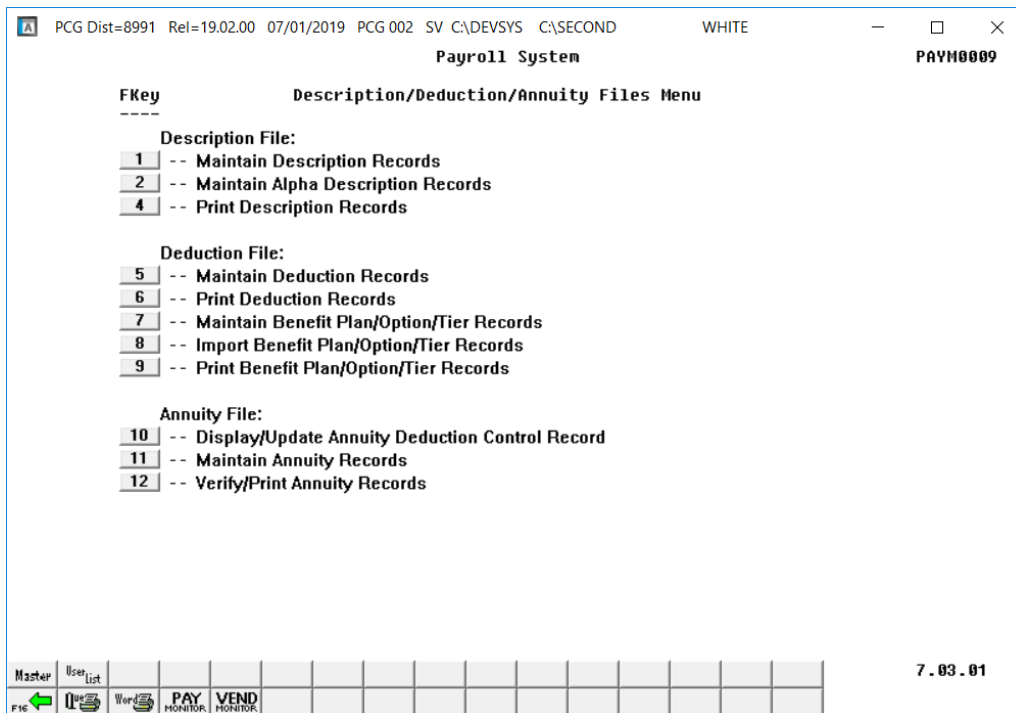 PCG Dist=8991 Rel=19.02.00 07/01/2019 PCG 002 SV C:\DEVSYS C:\SECOND WHITE
Payroll System PAYM0009
FKey Description/Deduction/Annuity Files Menu
----
Description File:
1 -- Maintain Description Records
2 -- Maintain Alpha Description Records
4 -- Print Description Records
Deduction File:
5 -- Maintain Deduction Records
6 -- Print Deduction Records
7 -- Maintain Benefit Plan/Option/Tier Records
8 -- Import Benefit Plan/Option/Tier Records
9 -- Print Benefit Plan/Option/Tier Records
Annuity File:
10 -- Display/Update Annuity Deduction Control Record
11 -- Maintain Annuity Records
12 -- Verify/Print Annuity Records
Master User List 7.03.01
F16 Que Word PAY MONITOR VEND MONITOR